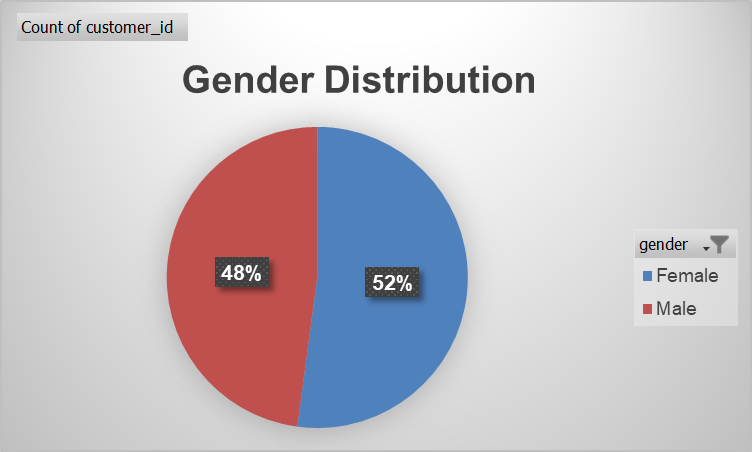 Count of customer_id
Gender Distribution
48%
52%
gender
Female
Male